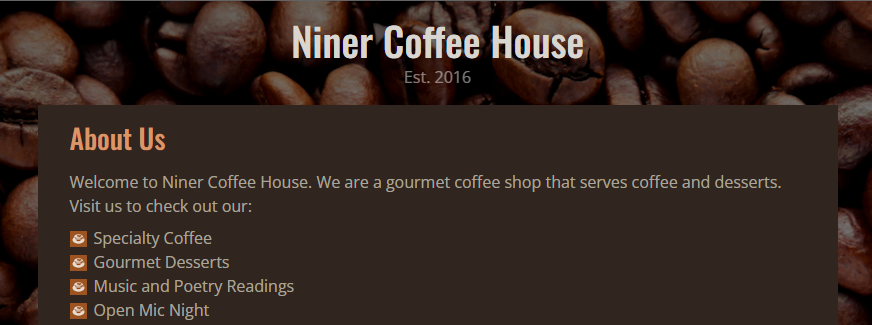 Niner Coffee House
Est. 2016
About Us
Welcome to Niner Coffee House. We are a gourmet coffee shop that serves coffee and desserts.
Visit us to check out our:
Specialty Coffee
Gourmet Desserts
Music and Poetry Readings
Open Mic Night